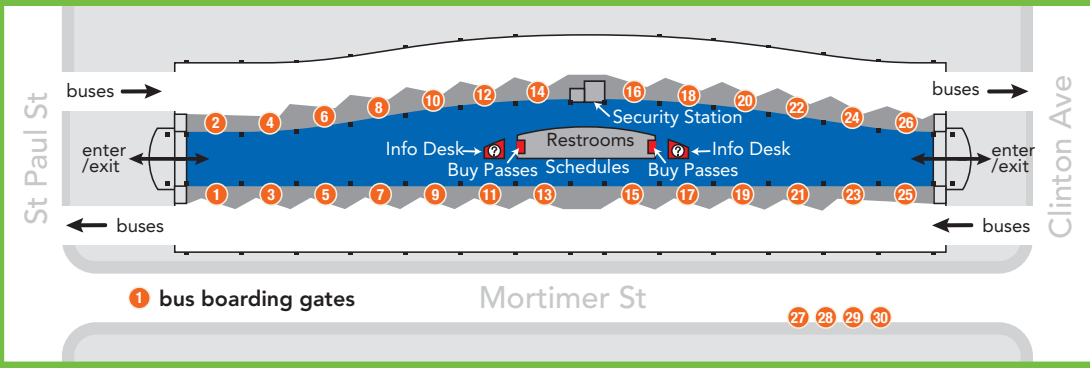 St Paul St
Clinton Ave
buses
buses
2
4
6
8
10
12
14
16
18
20
22
24
26
Security Station
enter
/exit
Info Desk
?
Buy Passes
Restrooms
Schedules
Buy Passes
?
Info Desk
enter
/exit
1
3
5
7
9
11
13
15
17
19
21
23
25
buses
buses
1 bus boarding gates
Mortimer St
27 28 29 30